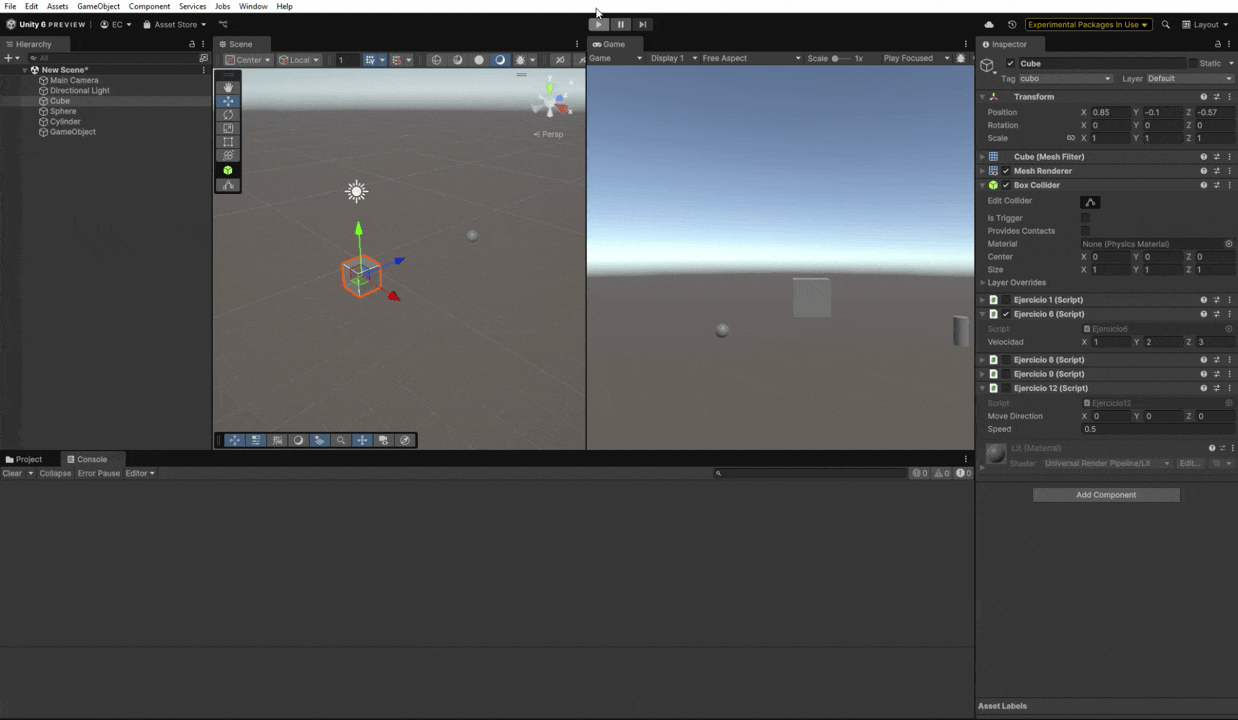 File Edit Assets GameObject Component Services Jobs Window Help
Unity 6 PREVIEW EC Asset Store Experimental Packages In Use Layout
Hierarchy
All
New Scene*
Main Camera
Directional Light
Cube
Sphere
Cylinder
GameObject
Scene
Center Local 1
Y
Persp
Game
Game Display 1 Free Aspect Scale 1x Play Focused
Inspector
Cube Static
Tag cubo Layer Default
Transform
Position X 0.85 Y -0.1 Z -0.57
Rotation X 0 Y 0 Z 0
Scale X 1 Y 1 Z 1
Cube (Mesh Filter)
Mesh Renderer
Box Collider
Edit Collider
Is Trigger
Provides Contacts
Material None (Physics Material)
Center X 0 Y 0 Z 0
Size X 1 Y 1 Z 1
Layer Overrides
Ejercicio 1 (Script)
Ejercicio 6 (Script)
Script: Ejercicio6
Velocidad X 1 Y 2 Z 3
Ejercicio 8 (Script)
Ejercicio 9 (Script)
Ejercicio 12 (Script)
Script: Ejercicio12
Move Direction X 0 Y 0 Z 0
Speed 0.5
Lit (Material)
Shader: Universal Render Pipeline/Lit Edit...
Add Component
Asset Labels
Project Console
Clear Collapse Error Pause Editor 0 0 0